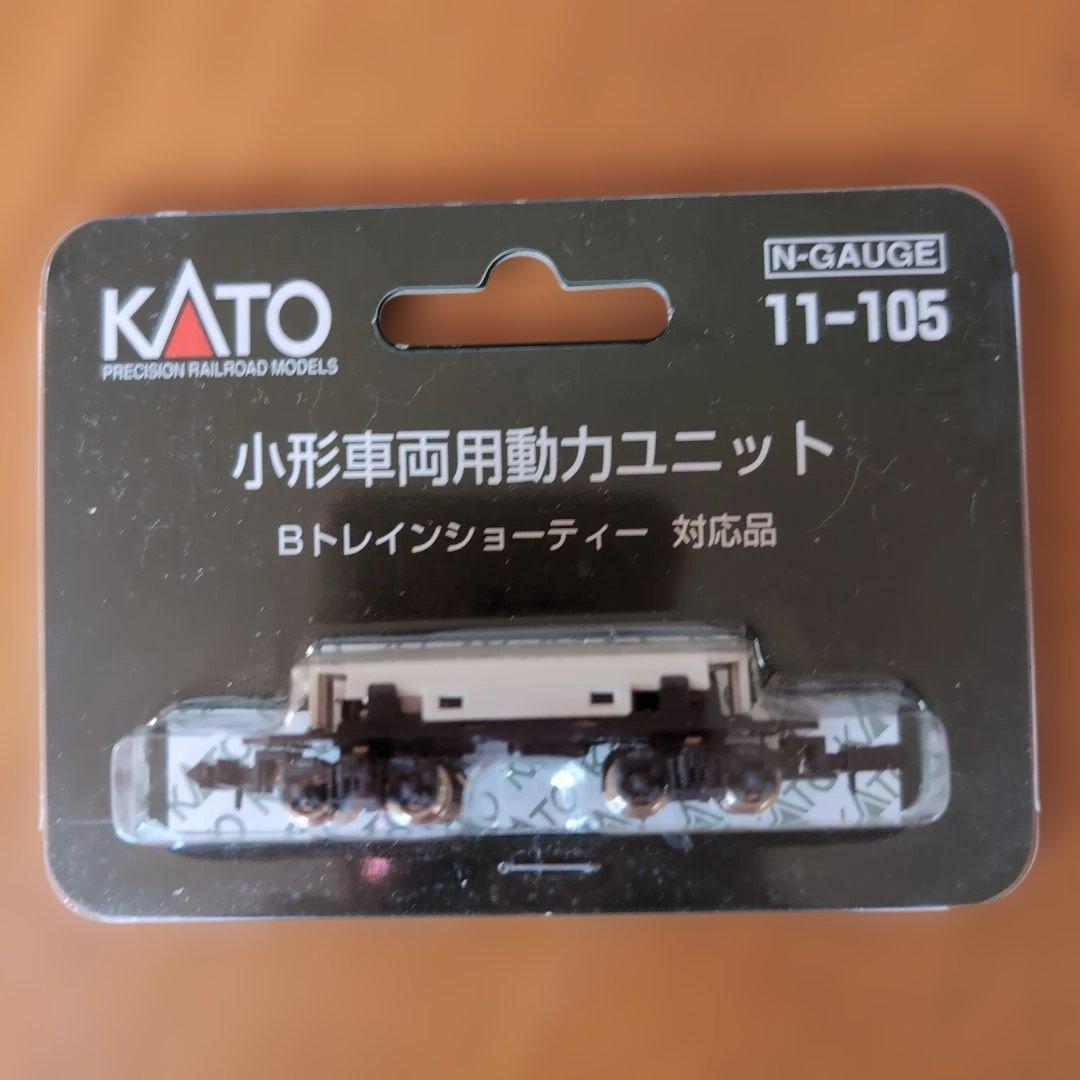 KATO
PRECISION RAILROAD MODELS
N-GAUGE
11-105
小形車両用動力ユニット
Bトレインショーティー 対応品
KATO